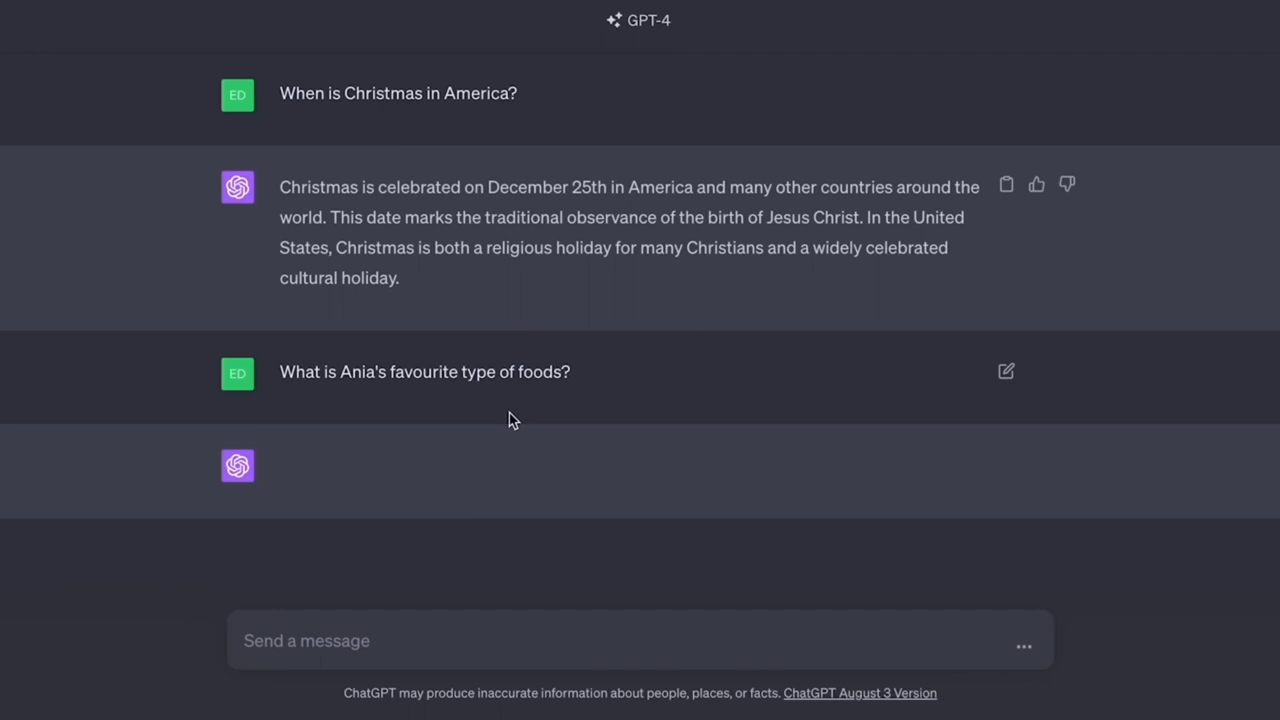 GPT-4
ED
When is Christmas in America?
Christmas is celebrated on December 25th in America and many other countries around the
world. This date marks the traditional observance of the birth of Jesus Christ. In the United
States, Christmas is both a religious holiday for many Christians and a widely celebrated
cultural holiday.
ED
What is Ania's favourite type of foods?
Send a message
ChatGPT may produce inaccurate information about people, places, or facts. ChatGPT August 3 Version